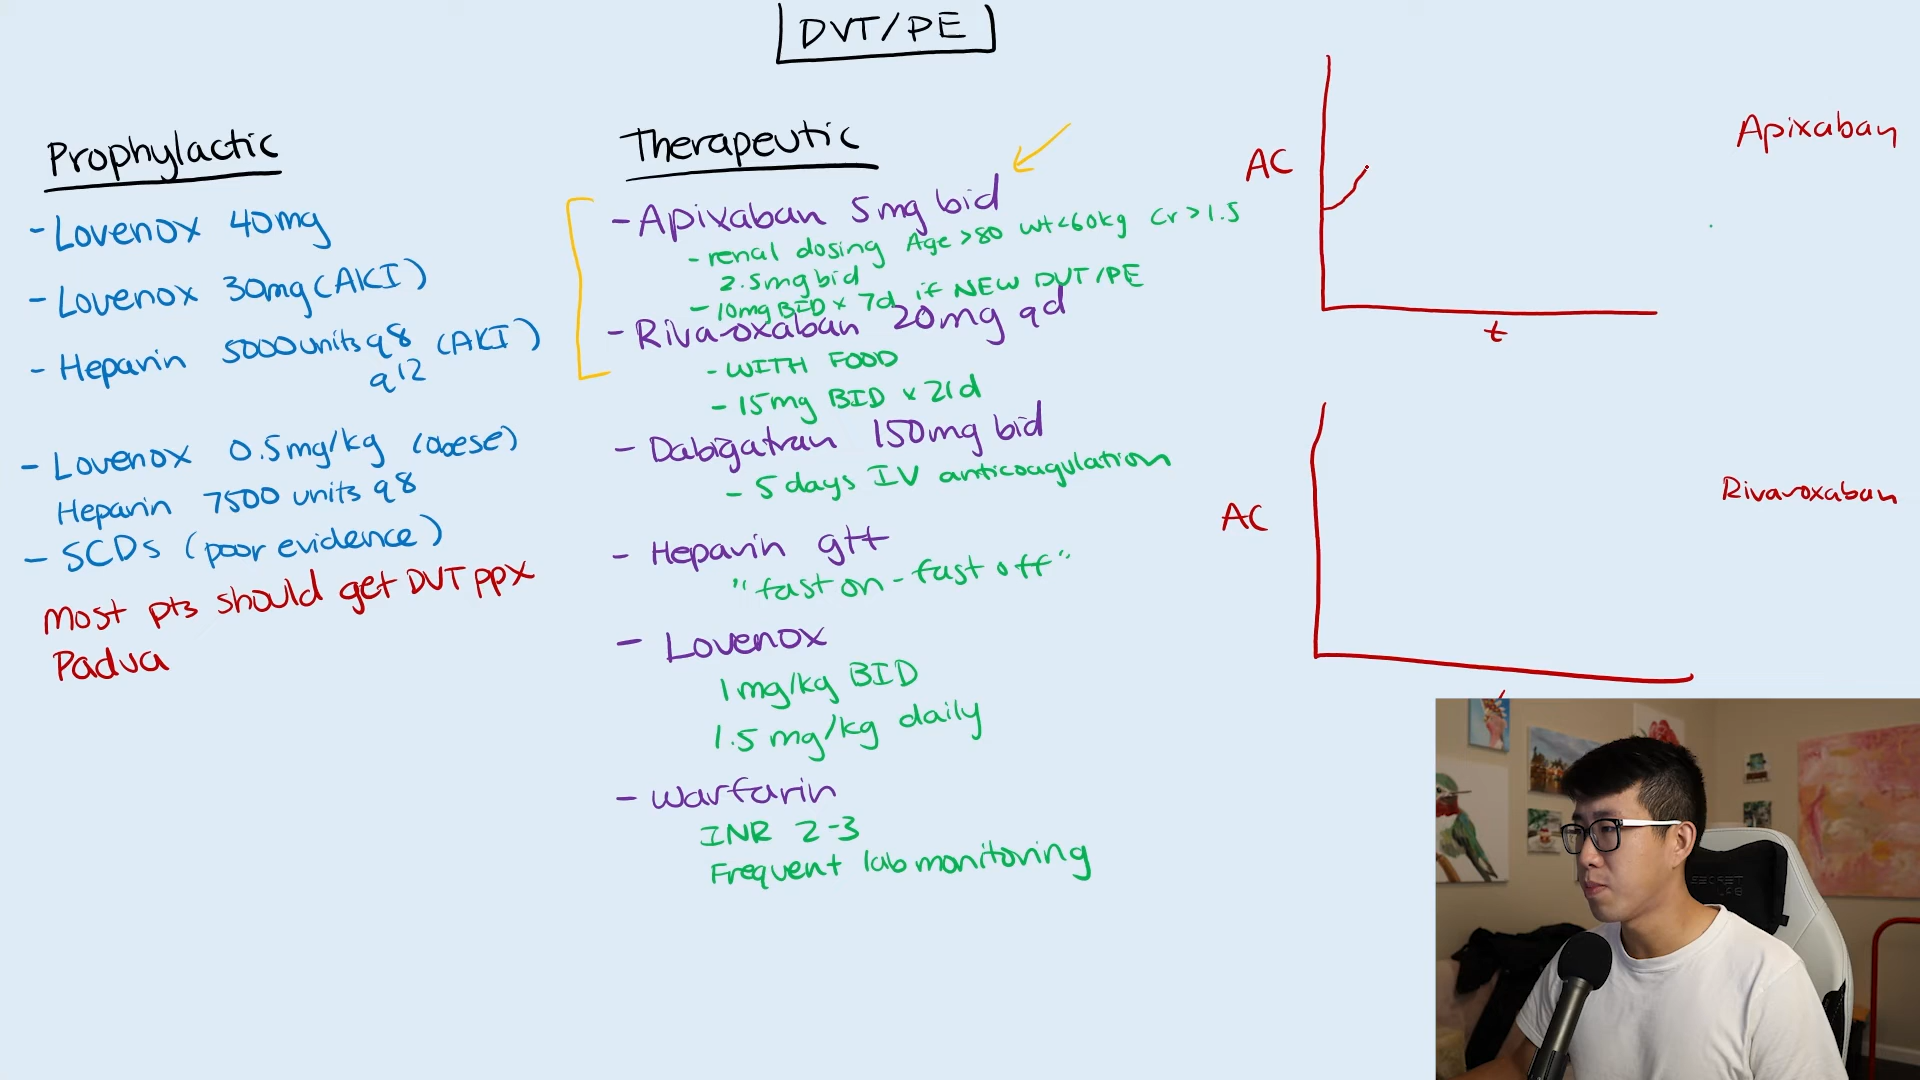 DVT/PE
Prophylactic
- Lovenox 40mg
- Lovenox 30mg (AKI)
- Heparin 5000units q8 (AKI)
q12
- Lovenox 0.5mg/kg (obese)
Heparin 7500 units q8
- SCDs (poor evidence)
Most pts should get DVT ppx
Padua
Therapeutic
- Apixaban 5mg bid
- renal dosing Age >80 wt<60kg Cr>1.5
2.5mg bid
- 10mg BID x 7d if NEW DVT/PE
- Rivaroxaban 20mg qd
- WITH FOOD
- 15mg BID x 21d
- Dabigatran 150mg bid
- 5 days IV anticoagulation
- Heparin gtt
"fast on - fast off"
- Lovenox
1mg/kg BID
1.5 mg/kg daily
- Warfarin
INR 2-3
Frequent lab monitoring
Apixaban
AC
t
Rivaroxaban
AC